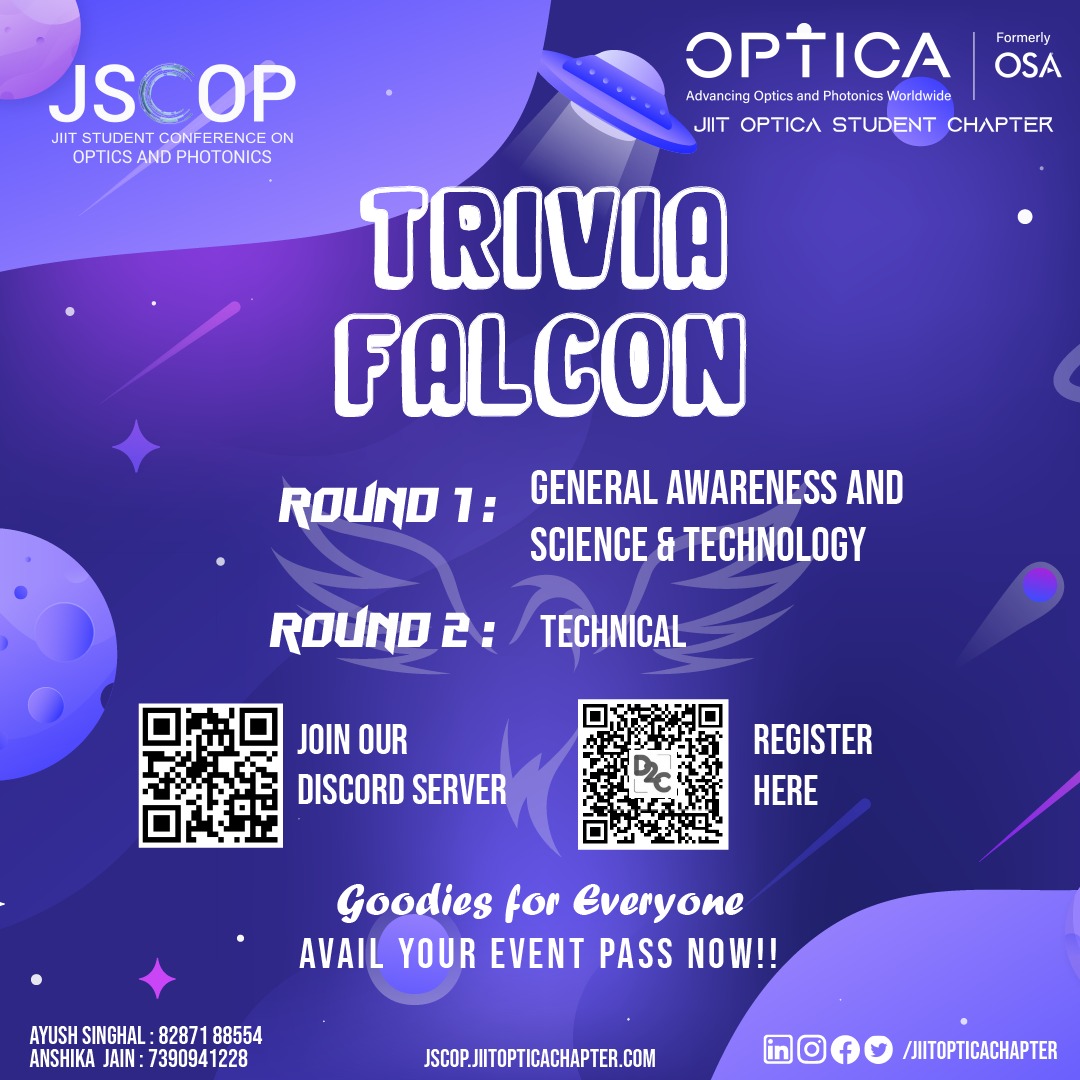 JSCOP
JIIT STUDENT CONFERENCE ON
OPTICS AND PHOTONICS
OPTICA
Formerly
OSA
Advancing Optics and Photonics Worldwide
JIIT OPTICA STUDENT CHAPTER
TRIVIA
FALCON
ROUND 1 :
GENERAL AWARENESS AND
SCIENCE & TECHNOLOGY
ROUND 2 :
TECHNICAL
JOIN OUR
DISCORD SERVER
D2C
REGISTER
HERE
Goodies for Everyone
AVAIL YOUR EVENT PASS NOW!!
AYUSH SINGHAL : 82871 88554
ANSHIKA JAIN : 7390941228
JSCOP.JIITOPTICACHAPTER.COM
/JIITOPTICACHAPTER